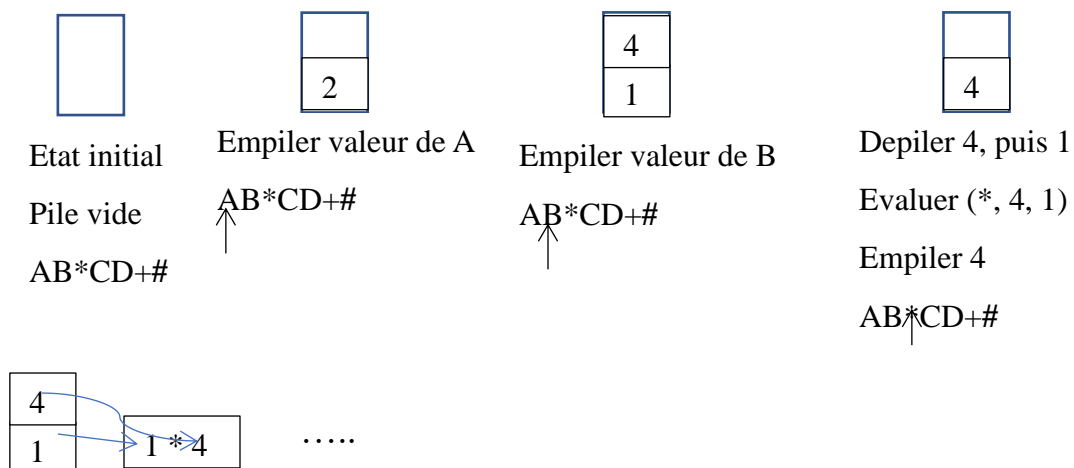 2
4
1
4
Etat initial
Pile vide
AB*CD+#
Empiler valeur de A
AB*CD+#
Empiler valeur de B
AB*CD+#
Depiler 4, puis 1
Evaluer (*, 4, 1)
Empiler 4
AB*CD+#
4
1
1 * 4
…..